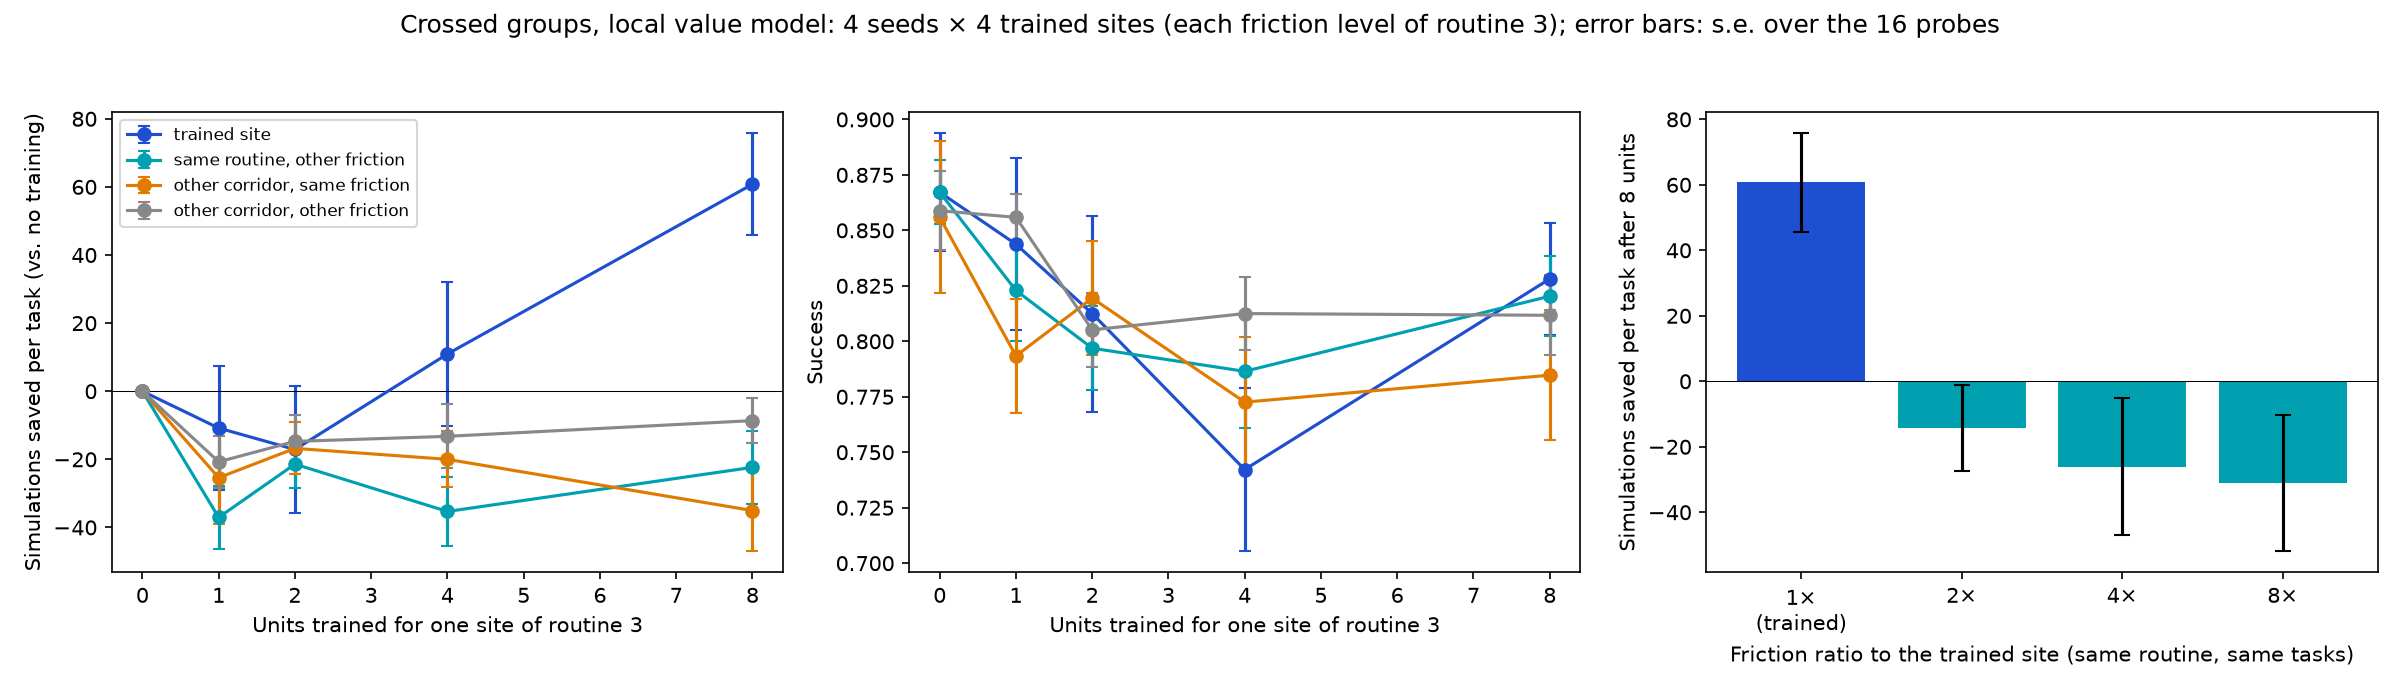 Crossed groups, local value model: 4 seeds × 4 trained sites (each friction level of routine 3); error bars: s.e. over the 16 probes
Simulations saved per task (vs. no training)
80
60
40
20
0
−20
−40
trained site
same routine, other friction
other corridor, same friction
other corridor, other friction
0 1 2 3 4 5 6 7 8
Units trained for one site of routine 3
Success
0.900
0.875
0.850
0.825
0.800
0.775
0.750
0.725
0.700
0 1 2 3 4 5 6 7 8
Units trained for one site of routine 3
Simulations saved per task after 8 units
80
60
40
20
0
−20
−40
1× 2× 4× 8×
(trained)
Friction ratio to the trained site (same routine, same tasks)